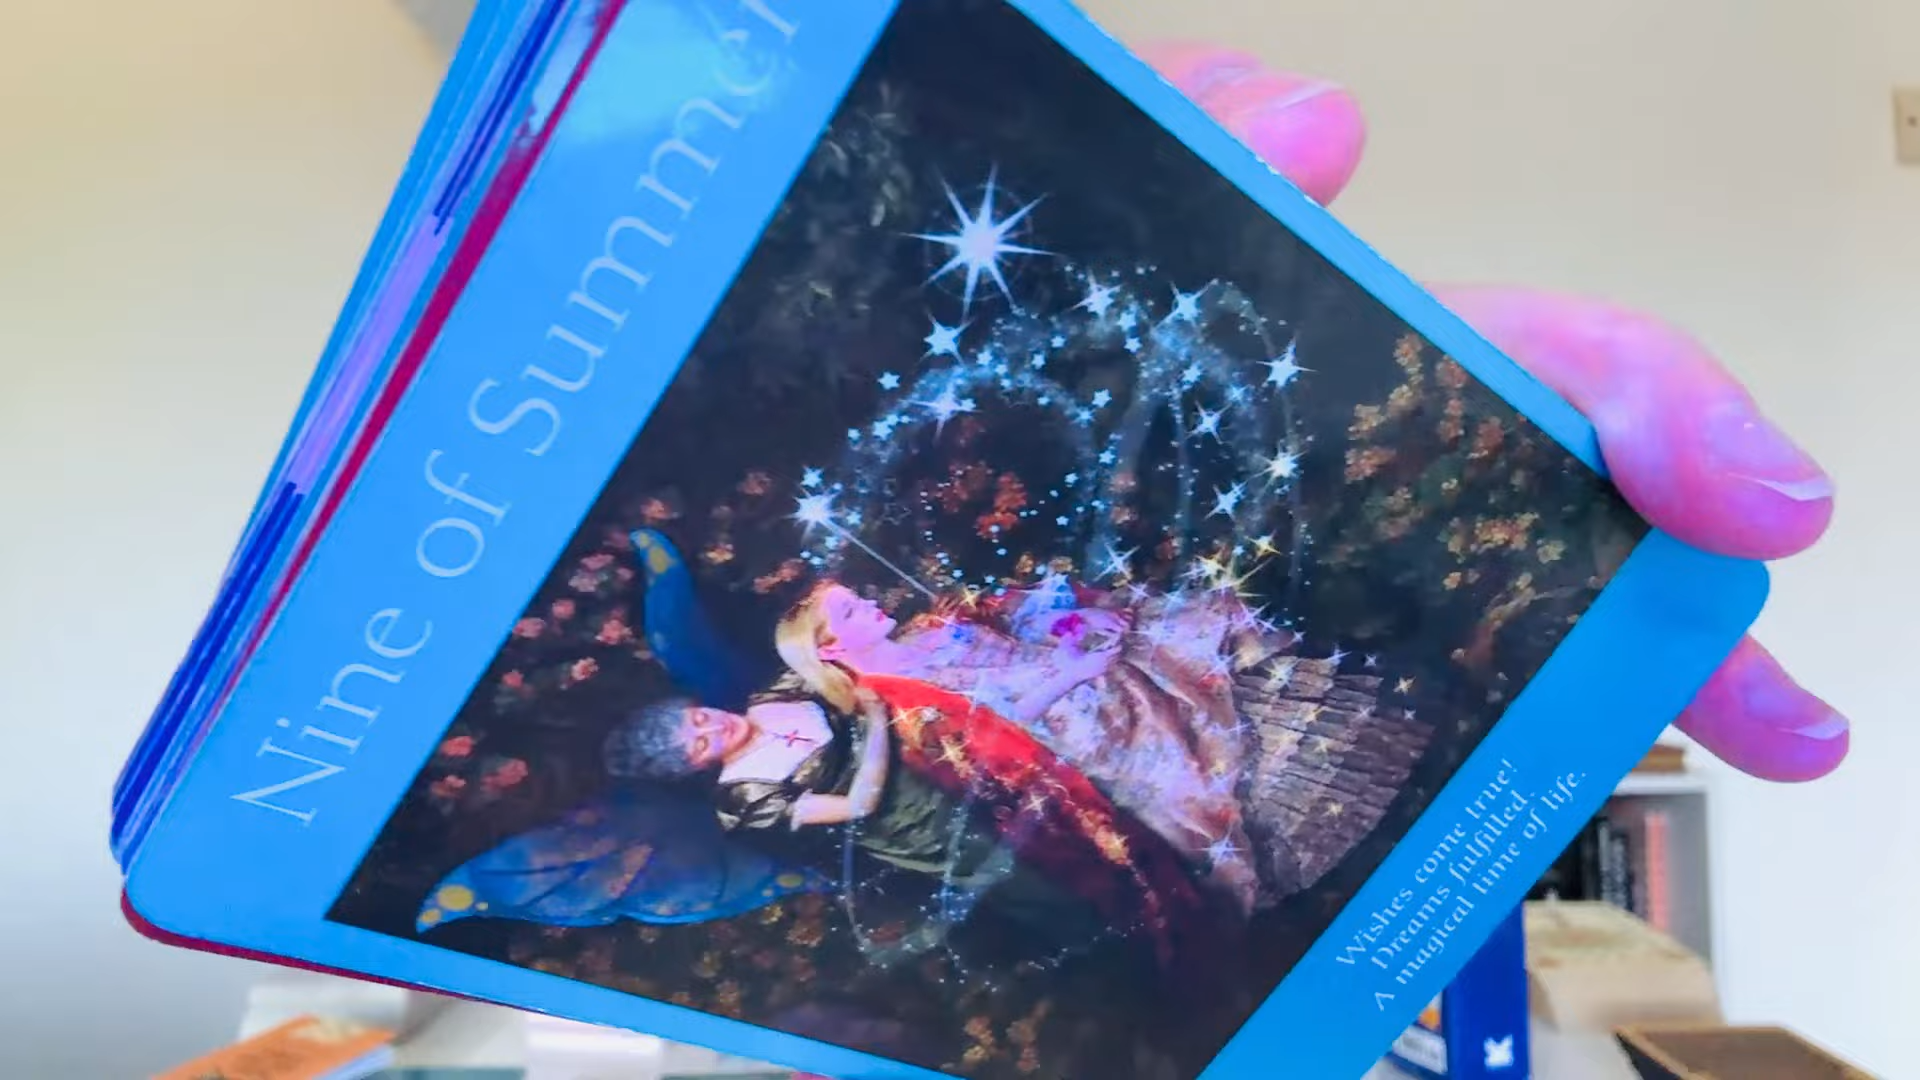 Nine of Summer
Wishes come true!
Dreams fulfilled.
A magical time of life.